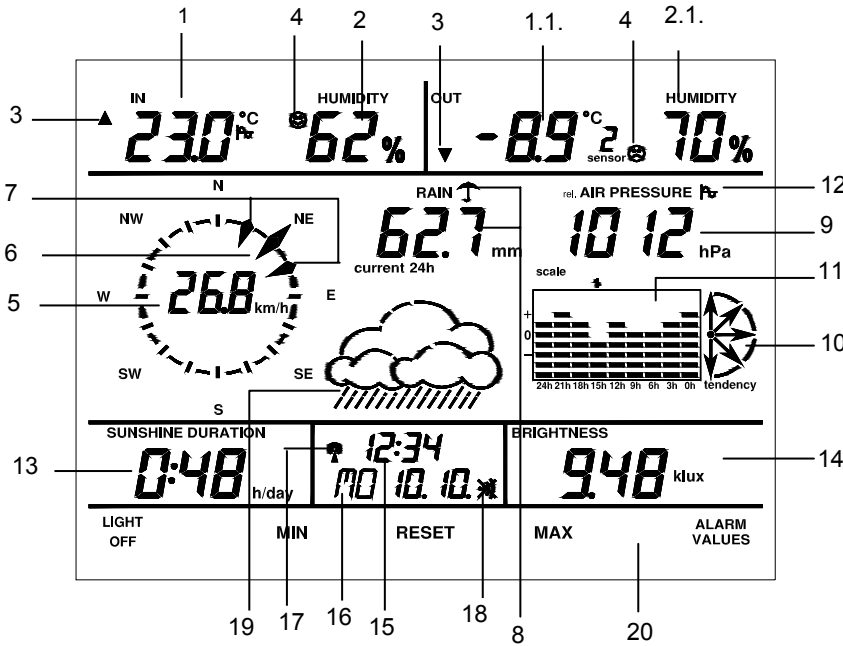 1 4 2 3 1.1. 4 2.1.
IN HUMIDITY OUT HUMIDITY
3 23.0 °C 62% -8.9 °C 2 sensor 70%
7 N RAIN rel. AIR PRESSURE 12
NW NE
6 62.7 mm 1012 hPa 9
current 24h
scale 11
5 W 26.8 km/h E
+
0
− 10
SW SE 24h 21h 18h 15h 12h 9h 6h 3h 0h tendency
S
SUNSHINE DURATION 12:34 BRIGHTNESS
13 0:48 h/day MO 10.10. 9.48 klux 14
LIGHT OFF MIN RESET MAX ALARM VALUES
19 17 16 15 18 8 20